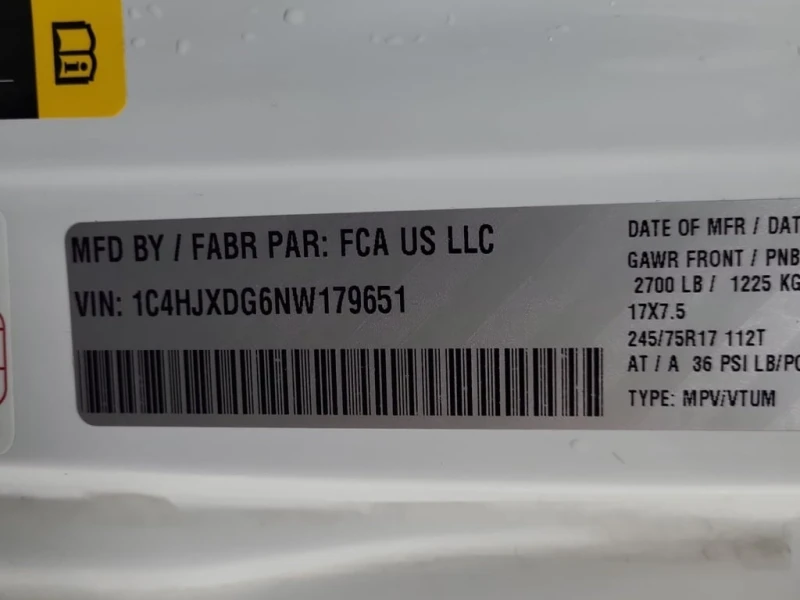 MFD BY / FABR PAR: FCA US LLC
VIN: 1C4HJXDG6NW179651
DATE OF MFR / DAT
GAWR FRONT / PNB
2700 LB / 1225 KG
17X7.5
245/75R17 112T
AT / A 36 PSI LB/PO
TYPE: MPV/VTUM